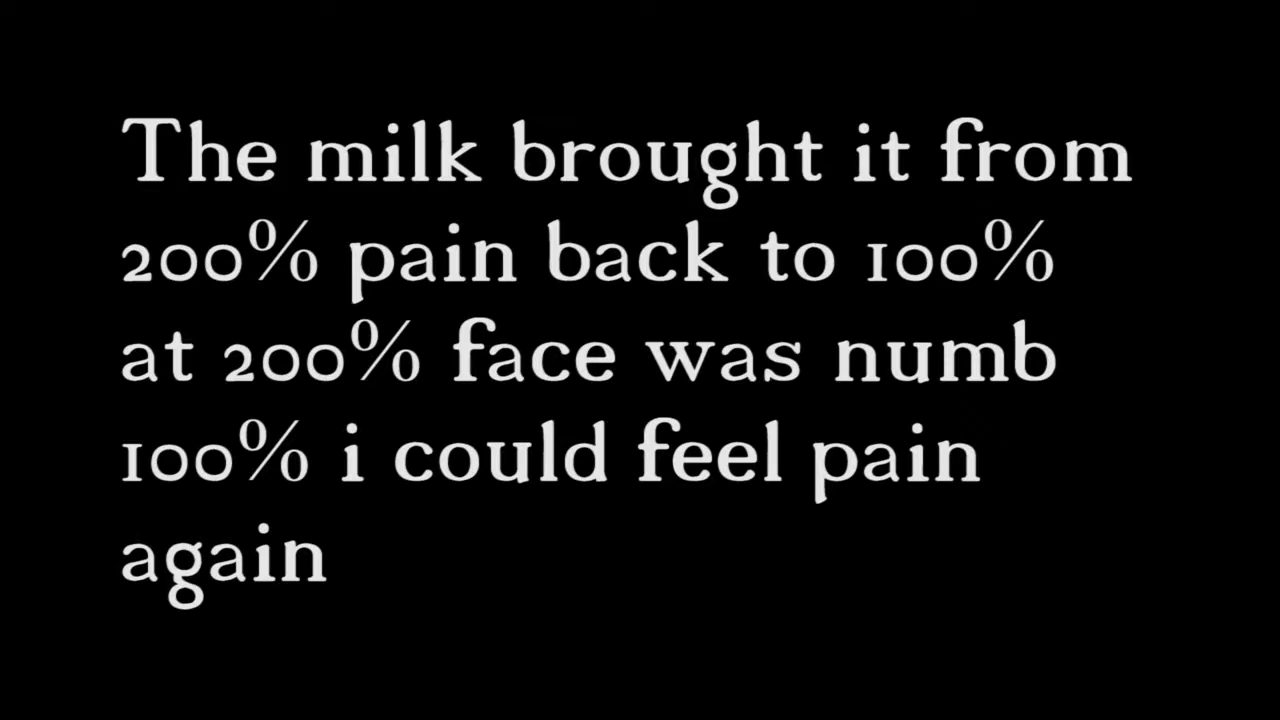 The milk brought it from
200% pain back to 100%
at 200% face was numb
100% i could feel pain
again